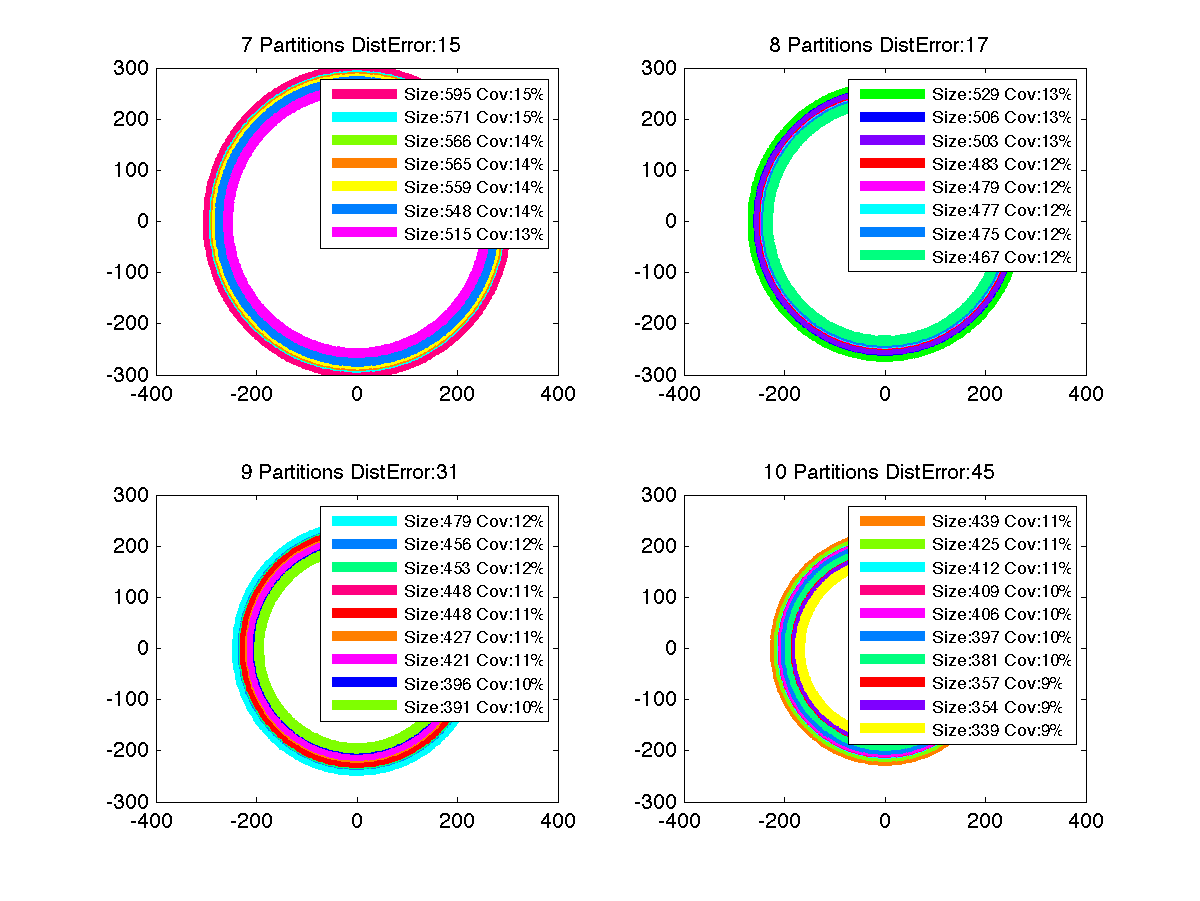 7 Partitions DistError:15
300
200
100
0
-100
-200
-300
-400
-200
0
200
400
Size:595 Cov:15%
Size:571 Cov:15%
Size:566 Cov:14%
Size:565 Cov:14%
Size:559 Cov:14%
Size:548 Cov:14%
Size:515 Cov:13%
8 Partitions DistError:17
300
200
100
0
-100
-200
-300
-400
-200
0
200
400
Size:529 Cov:13%
Size:506 Cov:13%
Size:503 Cov:13%
Size:483 Cov:12%
Size:479 Cov:12%
Size:477 Cov:12%
Size:475 Cov:12%
Size:467 Cov:12%
9 Partitions DistError:31
300
200
100
0
-100
-200
-300
-400
-200
0
200
400
Size:479 Cov:12%
Size:456 Cov:12%
Size:453 Cov:12%
Size:448 Cov:11%
Size:448 Cov:11%
Size:427 Cov:11%
Size:421 Cov:11%
Size:396 Cov:10%
Size:391 Cov:10%
10 Partitions DistError:45
300
200
100
0
-100
-200
-300
-400
-200
0
200
400
Size:439 Cov:11%
Size:425 Cov:11%
Size:412 Cov:11%
Size:409 Cov:10%
Size:406 Cov:10%
Size:397 Cov:10%
Size:381 Cov:10%
Size:357 Cov:9%
Size:354 Cov:9%
Size:339 Cov:9%